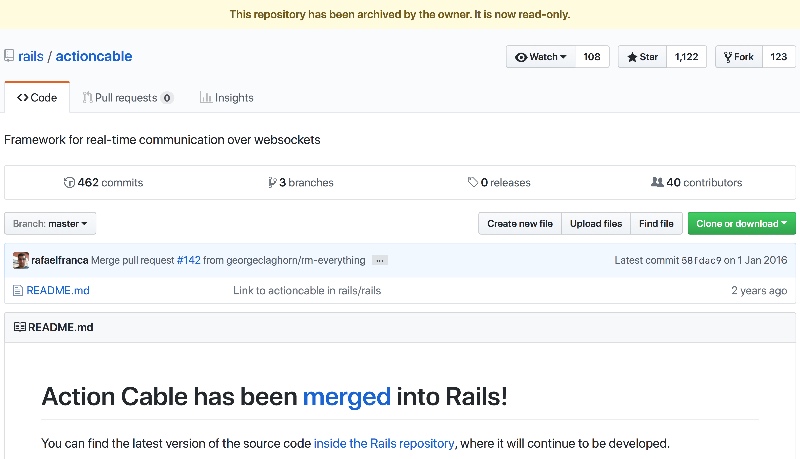 This repository has been archived by the owner. It is now read-only.
rails / actioncable
Watch 108 Star 1,122 Fork 123
Code Pull requests 0 Insights
Framework for real-time communication over websockets
462 commits 3 branches 0 releases 40 contributors
Branch: master Create new file Upload files Find file Clone or download
rafaelfranca Merge pull request #142 from georgeclaghorn/rm-everything ... Latest commit 58fdac9 on 1 Jan 2016
README.md Link to actioncable in rails/rails 2 years ago
README.md
Action Cable has been merged into Rails!
You can find the latest version of the source code inside the Rails repository, where it will continue to be developed.